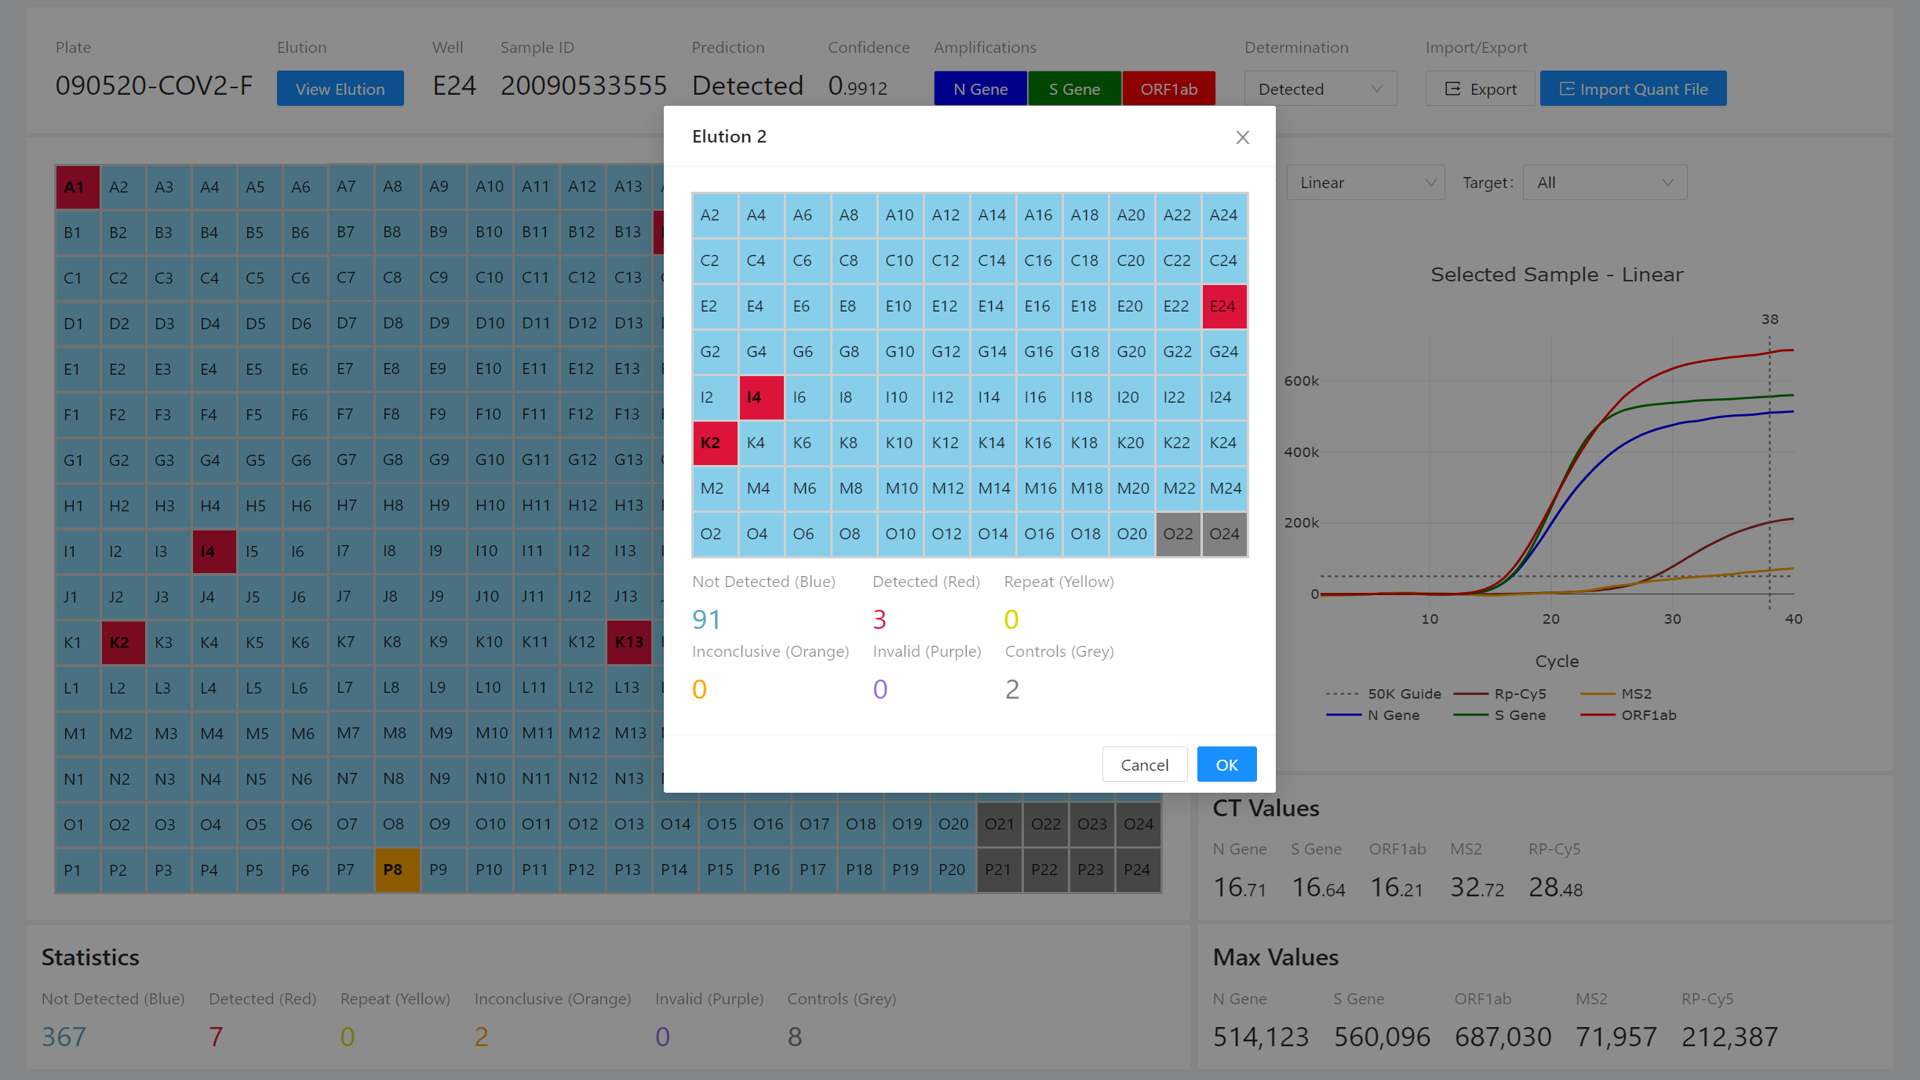 Plate Elution Well Sample ID Prediction Confidence Amplifications Determination Import/Export
090520-COV2-F View Elution E24 20090533555 Detected 0.9912 N Gene S Gene ORF1ab Detected Export Import Quant File
Elution 2
A2 A4 A6 A8 A10 A12 A14 A16 A18 A20 A22 A24
C2 C4 C6 C8 C10 C12 C14 C16 C18 C20 C22 C24
E2 E4 E6 E8 E10 E12 E14 E16 E18 E20 E22 E24
G2 G4 G6 G8 G10 G12 G14 G16 G18 G20 G22 G24
I2 I4 I6 I8 I10 I12 I14 I16 I18 I20 I22 I24
K2 K4 K6 K8 K10 K12 K14 K16 K18 K20 K22 K24
M2 M4 M6 M8 M10 M12 M14 M16 M18 M20 M22 M24
O2 O4 O6 O8 O10 O12 O14 O16 O18 O20 O22 O24
Not Detected (Blue) Detected (Red) Repeat (Yellow)
91 3 0
Inconclusive (Orange) Invalid (Purple) Controls (Grey)
0 0 2
Cancel OK
A1 A2 A3 A4 A5 A6 A7 A8 A9 A10 A11 A12 A13
B1 B2 B3 B4 B5 B6 B7 B8 B9 B10 B11 B12 B13
C1 C2 C3 C4 C5 C6 C7 C8 C9 C10 C11 C12 C13
D1 D2 D3 D4 D5 D6 D7 D8 D9 D10 D11 D12 D13
E1 E2 E3 E4 E5 E6 E7 E8 E9 E10 E11 E12 E13
F1 F2 F3 F4 F5 F6 F7 F8 F9 F10 F11 F12 F13
G1 G2 G3 G4 G5 G6 G7 G8 G9 G10 G11 G12 G13
H1 H2 H3 H4 H5 H6 H7 H8 H9 H10 H11 H12 H13
I1 I2 I3 I4 I5 I6 I7 I8 I9 I10 I11 I12 I13
J1 J2 J3 J4 J5 J6 J7 J8 J9 J10 J11 J12 J13
K1 K2 K3 K4 K5 K6 K7 K8 K9 K10 K11 K12 K13
L1 L2 L3 L4 L5 L6 L7 L8 L9 L10 L11 L12 L13
M1 M2 M3 M4 M5 M6 M7 M8 M9 M10 M11 M12 M13
N1 N2 N3 N4 N5 N6 N7 N8 N9 N10 N11 N12 N13
O1 O2 O3 O4 O5 O6 O7 O8 O9 O10 O11 O12 O13 O14 O15 O16 O17 O18 O19 O20 O21 O22 O23 O24
P1 P2 P3 P4 P5 P6 P7 P8 P9 P10 P11 P12 P13 P14 P15 P16 P17 P18 P19 P20 P21 P22 P23 P24
Linear Target: All
Selected Sample - Linear
38
600k
400k
200k
0
10 20 30 40
Cycle
50K Guide Rp-Cy5 MS2
N Gene S Gene ORF1ab
CT Values
N Gene S Gene ORF1ab MS2 RP-Cy5
16.71 16.64 16.21 32.72 28.48
Statistics
Not Detected (Blue) Detected (Red) Repeat (Yellow) Inconclusive (Orange) Invalid (Purple) Controls (Grey)
367 7 0 2 0 8
Max Values
N Gene S Gene ORF1ab MS2 RP-Cy5
514,123 560,096 687,030 71,957 212,387